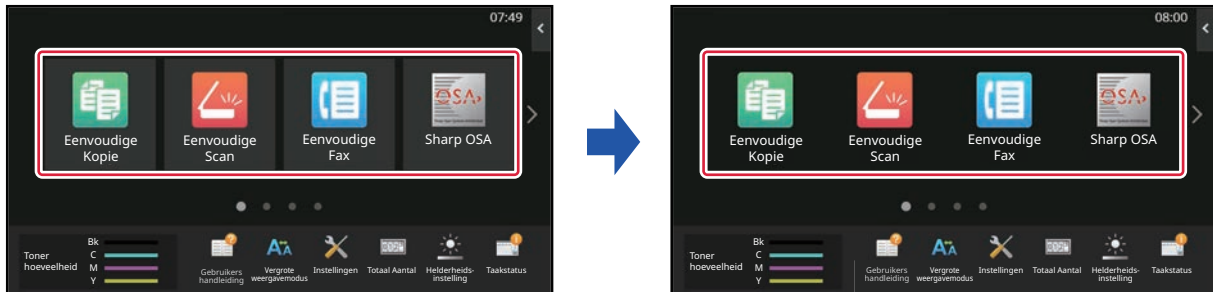 07:49
Eenvoudige
Kopie
Eenvoudige
Scan
Eenvoudige
Fax
OSA
Sharp OSA
Toner
hoeveelheid
Bk
C
M
Y
Gebruikers
handleiding
Vergrote
weergavemodus
Instellingen
Totaal Aantal
Helderheids-
instelling
Taakstatus
08:00
Eenvoudige
Kopie
Eenvoudige
Scan
Eenvoudige
Fax
OSA
Sharp OSA
Toner
hoeveelheid
Bk
C
M
Y
Gebruikers
handleiding
Vergrote
weergavemodus
Instellingen
Totaal Aantal
Helderheids-
instelling
Taakstatus